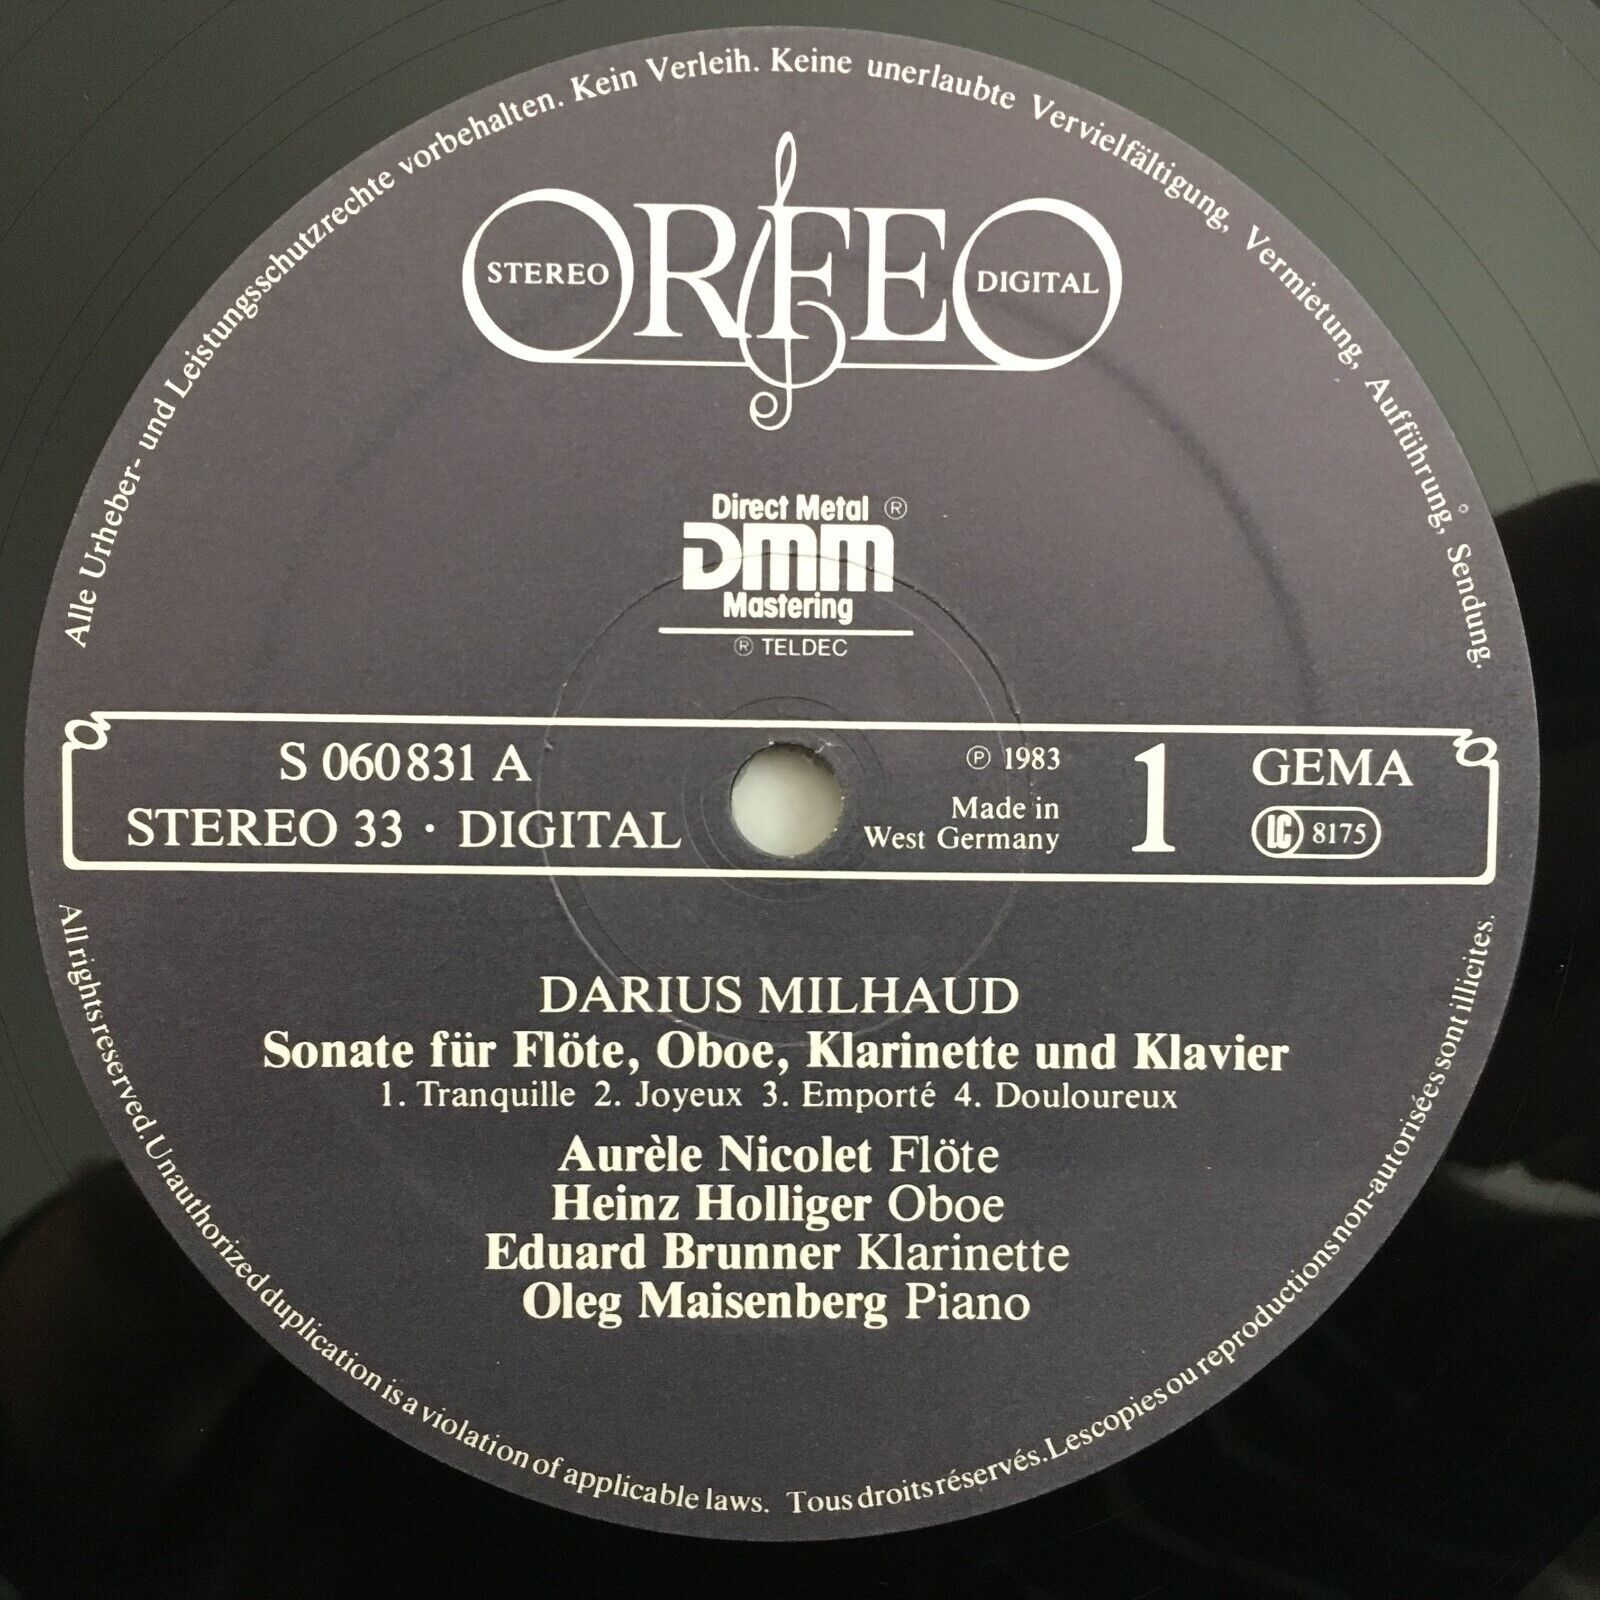 Alle Urheber- und Leistungsschutzrechte vorbehalten. Kein Verleih. Keine unerlaubte Vervielfältigung, Vermietung, Aufführung, Sendung.
ORFEO
STEREO
DIGITAL
Direct Metal ®
DMM
Mastering
® TELDEC
S 060831 A
STEREO 33 · DIGITAL
℗ 1983
Made in
West Germany
1
GEMA
LC 8175
DARIUS MILHAUD
Sonate für Flöte, Oboe, Klarinette und Klavier
1. Tranquille 2. Joyeux 3. Emporté 4. Douloureux
Aurèle Nicolet Flöte
Heinz Holliger Oboe
Eduard Brunner Klarinette
Oleg Maisenberg Piano
All rights reserved. Unauthorized duplication is a violation of applicable laws. Tous droits réservés. Les copies ou reproductions non-autorisées sont illicites.